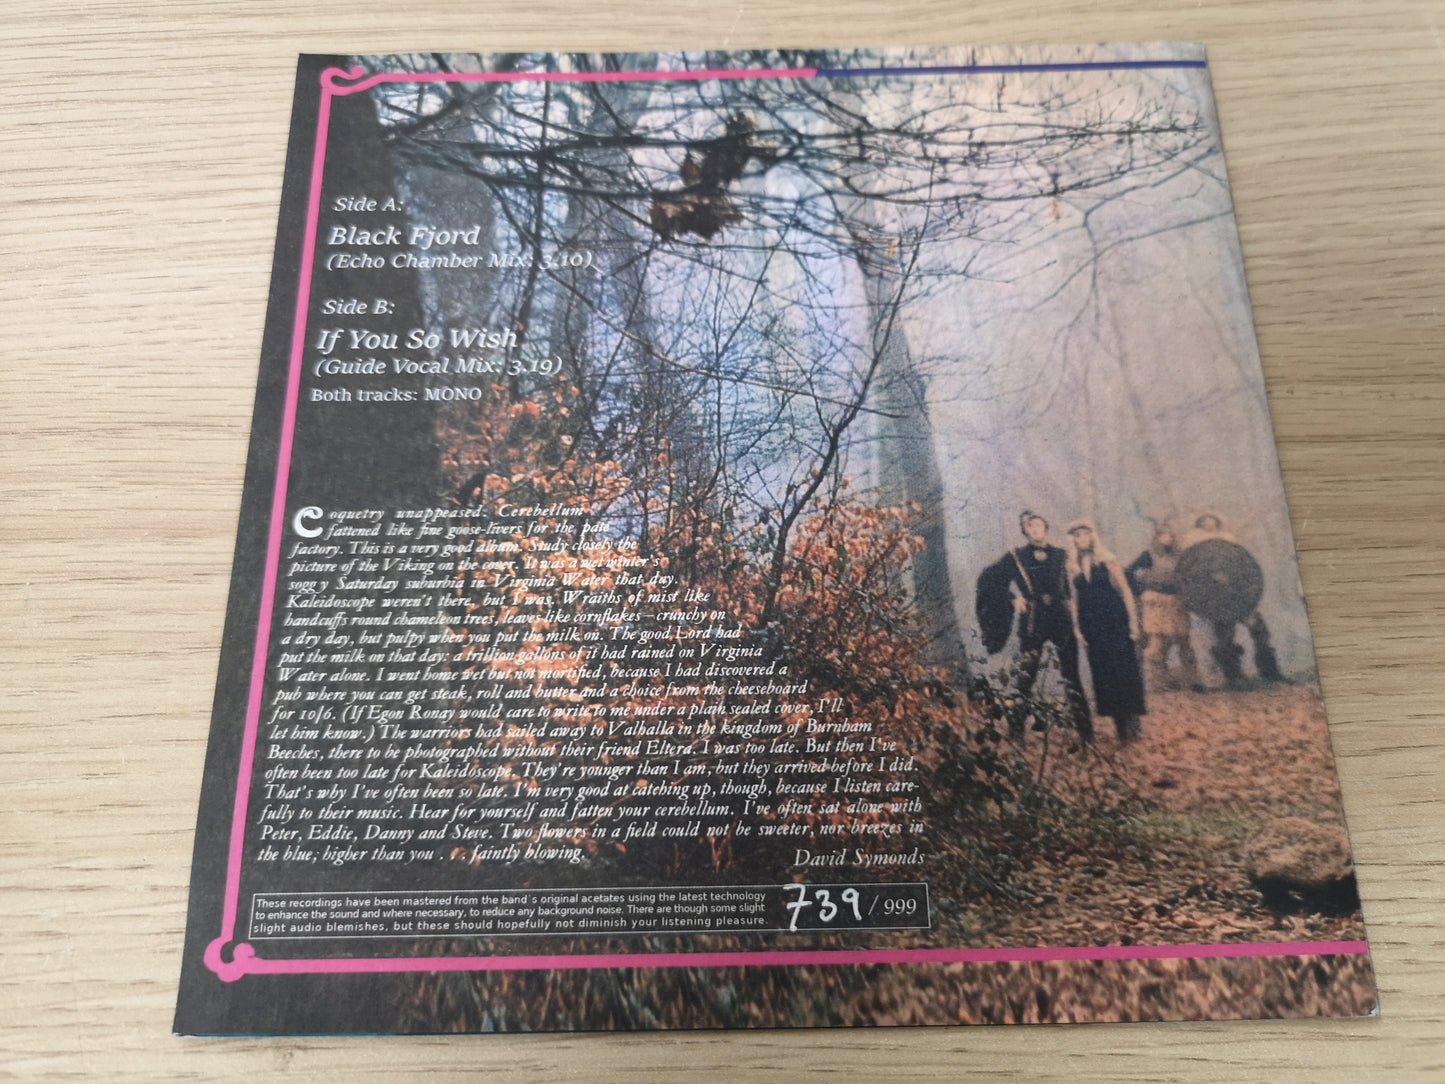 Side A:
Black Fjord
(Echo Chamber Mix: 3.10)
Side B:
If You So Wish
(Guide Vocal Mix: 3.19)
Both tracks: MONO
Coquetry unappeased. Cerebellum
fattened like fine goose-livers for the pate
factory. This is a very good album. Study closely the
picture of the Viking on the cover. It was a wet winter's
soggy Saturday suburbia in Virginia Water that day.
Kaleidoscope weren't there, but I was. Wraiths of mist like
handcuffs round chameleon trees, leaves like cornflakes—crunchy on
a dry day, but pulpy when you put the milk on. The good Lord had
put the milk on that day: a trillion gallons of it had rained on Virginia
Water alone. I went home wet but not mortified, because I had discovered a
pub where you can get steak, roll and butter and a choice from the cheeseboard
for 10/6. (If Egon Ronay would care to write to me under a plain sealed cover, I'll
let him know.) The warriors had sailed away to Valhalla in the kingdom of Burnham
Beeches, there to be photographed without their friend Eltera. I was too late. But then I've
often been too late for Kaleidoscope. They're younger than I am, but they arrived before I did.
That's why I've often been so late. I'm very good at catching up, though, because I listen care-
fully to their music. Hear for yourself and fatten your cerebellum. I've often sat alone with
Peter, Eddie, Danny and Steve. Two flowers in a field could not be sweeter, nor breezes in
the blue; higher than you . . . faintly blowing.
David Symonds
These recordings have been mastered from the band`s original acetates using the latest technology
to enhance the sound and where necessary, to reduce any background noise. There are though some slight
slight audio blemishes, but these should hopefully not diminish your listening pleasure.
739 / 999